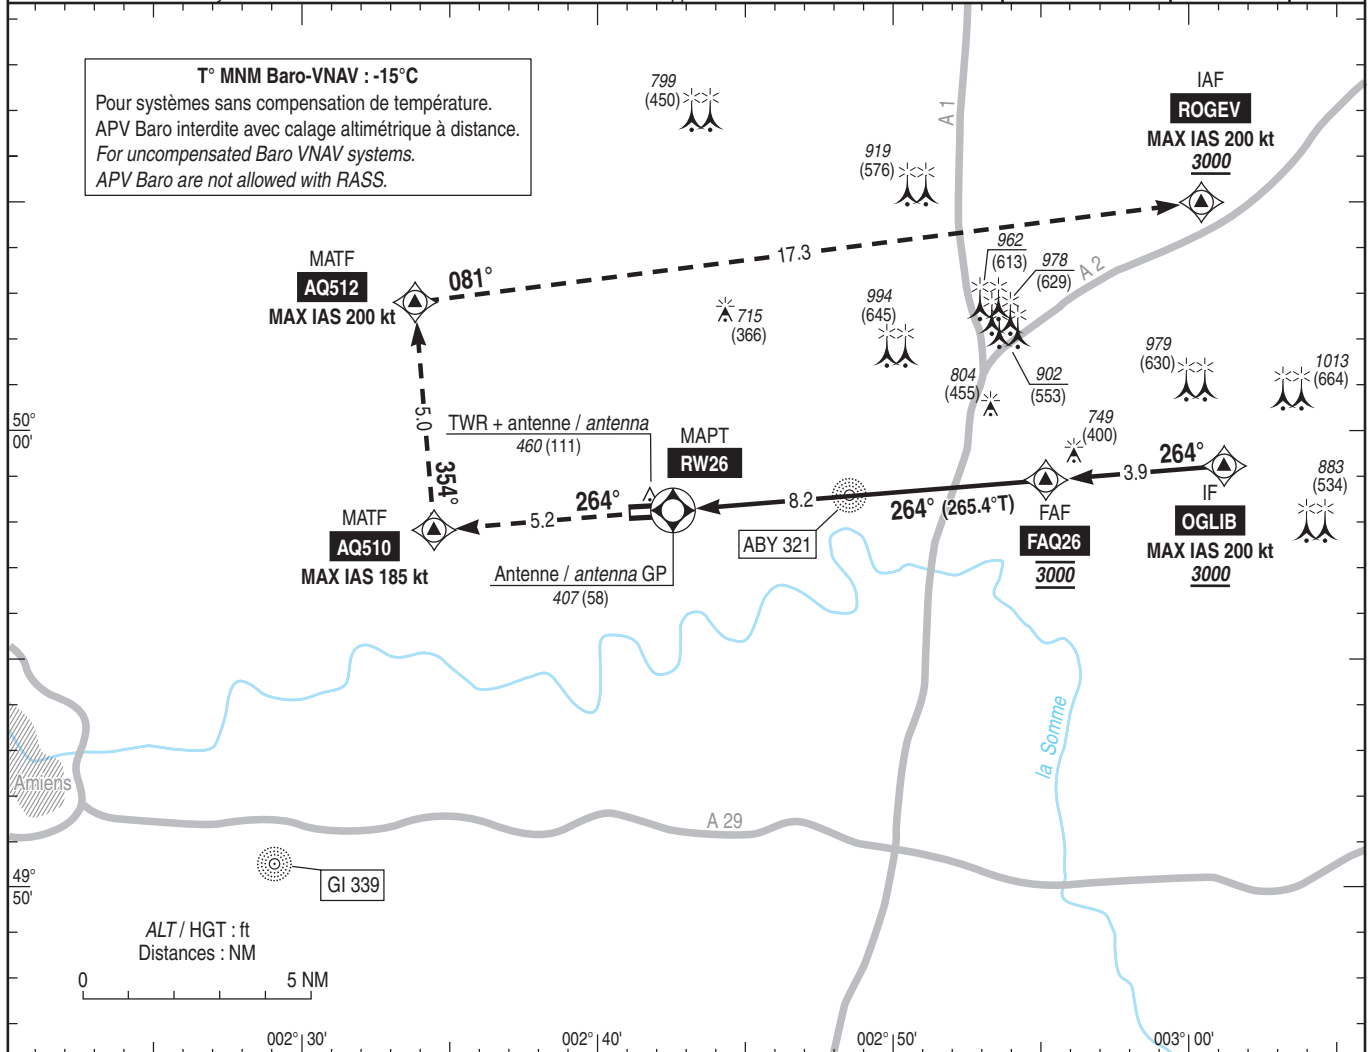 T° MNM Baro-VNAV : -15°C
Pour systèmes sans compensation de température.
APV Baro interdite avec calage altimétrique à distance.
For uncompensated Baro VNAV systems.
APV Baro are not allowed with RASS.
799
(450)
A 1
IAF
ROGEV
MAX IAS 200 kt
3000
919
(576)
MATF
AQ512
MAX IAS 200 kt
081°
17.3
962
(613)
978
(629)
A 2
715
(366)
994
(645)
979
(630)
1013
(664)
804
(455)
902
(553)
50°
00'
5.0
354°
TWR + antenne / antenna
460 (111)
MAPT
RW26
749
(400)
264°
3.9
883
(534)
MATF
AQ510
MAX IAS 185 kt
5.2
264°
8.2
264° (265.4°T)
ABY 321
FAF
FAQ26
3000
IF
OGLIB
MAX IAS 200 kt
3000
Antenne / antenna GP
407 (58)
la Somme
Amiens
A 29
49°
50'
GI 339
ALT / HGT : ft
Distances : NM
0
5 NM
002° 30'
002° 40'
002° 50'
003° 00'